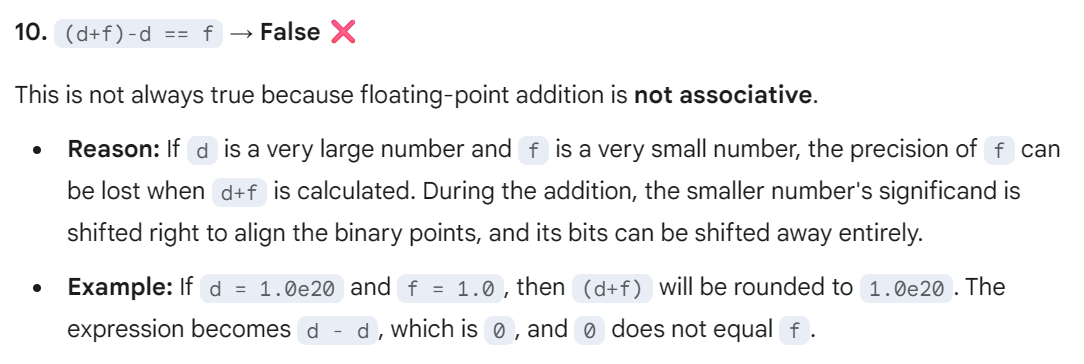 10. (d+f)-d == f → False ❌
This is not always true because floating-point addition is not associative.
• Reason: If d is a very large number and f is a very small number, the precision of f can
be lost when d+f is calculated. During the addition, the smaller number's significand is
shifted right to align the binary points, and its bits can be shifted away entirely.
• Example: If d = 1.0e20 and f = 1.0, then (d+f) will be rounded to 1.0e20. The
expression becomes d - d, which is 0, and 0 does not equal f.